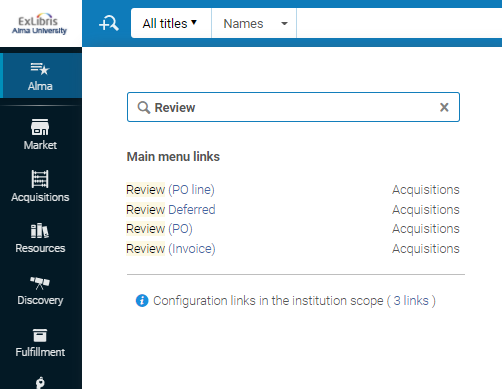 ExLibris
Alma University
All titles
Names
Alma
Market
Acquisitions
Resources
Discovery
Fulfillment
Review
Main menu links
Review (PO line) Acquisitions
Review Deferred Acquisitions
Review (PO) Acquisitions
Review (Invoice) Acquisitions
Configuration links in the institution scope ( 3 links )